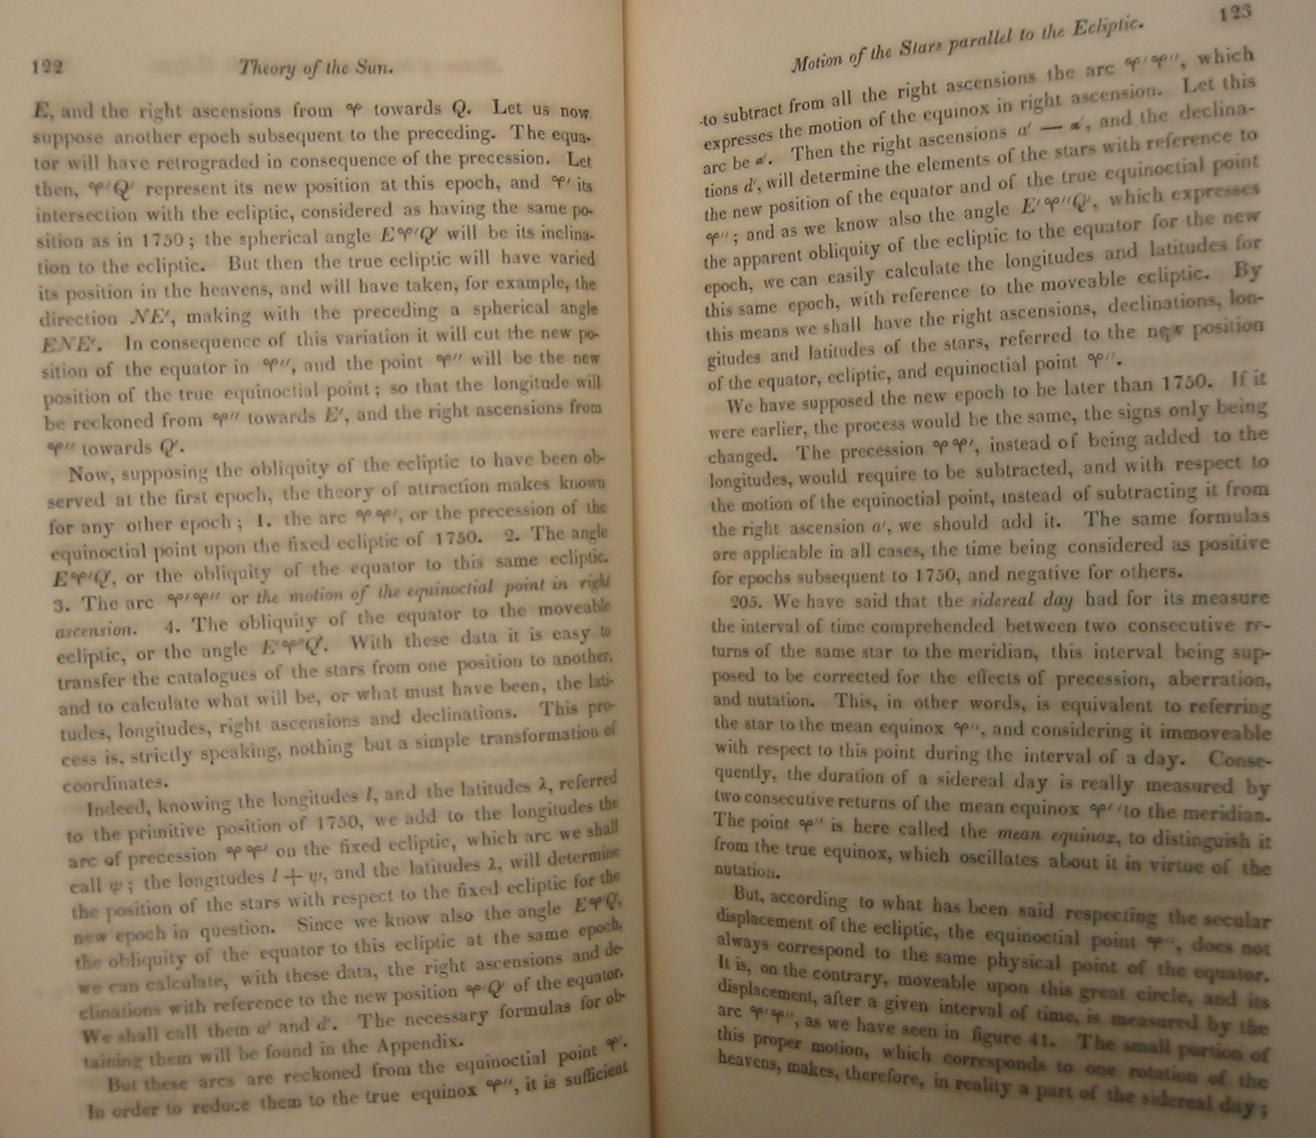 122
Theory of the Sun.
E, and the right ascensions from ♈ towards Q. Let us now
suppose another epoch subsequent to the preceding. The equa-
tor will have retrograded in consequence of the precession. Let
then, ♈′Q′ represent its new position at this epoch, and ♈′ its
intersection with the ecliptic, considered as having the same po-
sition as in 1750; the spherical angle E♈′Q′ will be its inclina-
tion to the ecliptic. But then the true ecliptic will have varied
its position in the heavens, and will have taken, for example, the
direction NE′, making with the preceding a spherical angle
ENE′. In consequence of this variation it will cut the new po-
sition of the equator in ♈″, and the point ♈″ will be the new
position of the true equinoctial point; so that the longitude will
be reckoned from ♈″ towards E′, and the right ascensions from
♈″ towards Q′.
Now, supposing the obliquity of the ecliptic to have been ob-
served at the first epoch, the theory of attraction makes known
for any other epoch; 1. the arc ♈♈′, or the precession of the
equinoctial point upon the fixed ecliptic of 1750. 2. The angle
E♈′Q′, or the obliquity of the equator to this same ecliptic.
3. The arc ♈′♈″ or the motion of the equinoctial point in right
ascension. 4. The obliquity of the equator to the moveable
ecliptic, or the angle E′♈″Q′. With these data it is easy to
transfer the catalogues of the stars from one position to another,
and to calculate what will be, or what must have been, the lati-
tudes, longitudes, right ascensions and declinations. This pro-
cess is, strictly speaking, nothing but a simple transformation of
coordinates.
Indeed, knowing the longitudes l, and the latitudes λ, referred
to the primitive position of 1750, we add to the longitudes the
arc of precession ♈♈′ on the fixed ecliptic, which arc we shall
call ψ; the longitudes l + ψ, and the latitudes λ, will determine
the position of the stars with respect to the fixed ecliptic for the
new epoch in question. Since we know also the angle E♈Q,
the obliquity of the equator to this ecliptic at the same epoch,
we can calculate, with these data, the right ascensions and de-
clinations with reference to the new position ♈′Q′ of the equator.
We shall call them a′ and d′. The necessary formulas for ob-
taining them will be found in the Appendix.
But these arcs are reckoned from the equinoctial point ♈′.
In order to reduce them to the true equinox ♈″, it is sufficient
Motion of the Stars parallel to the Ecliptic.
123
to subtract from all the right ascensions the arc ♈′♈″, which
expresses the motion of the equinox in right ascension. Let this
arc be α′. Then the right ascensions a′ — α′, and the declina-
tions d′, will determine the elements of the stars with reference to
the new position of the equator and of the true equinoctial point
♈″; and as we know also the angle E′♈″Q′, which expresses
the apparent obliquity of the ecliptic to the equator for the new
epoch, we can easily calculate the longitudes and latitudes for
this same epoch, with reference to the moveable ecliptic. By
this means we shall have the right ascensions, declinations, lon-
gitudes and latitudes of the stars, referred to the new position
of the equator, ecliptic, and equinoctial point ♈″.
We have supposed the new epoch to be later than 1750. If it
were earlier, the process would be the same, the signs only being
changed. The precession ♈♈′, instead of being added to the
longitudes, would require to be subtracted, and with respect to
the motion of the equinoctial point, instead of subtracting it from
the right ascension a′, we should add it. The same formulas
are applicable in all cases, the time being considered as positive
for epochs subsequent to 1750, and negative for others.
205. We have said that the sidereal day had for its measure
the interval of time comprehended between two consecutive re-
turns of the same star to the meridian, this interval being sup-
posed to be corrected for the effects of precession, aberration,
and nutation. This, in other words, is equivalent to referring
the star to the mean equinox ♈″, and considering it immoveable
with respect to this point during the interval of a day. Conse-
quently, the duration of a sidereal day is really measured by
two consecutive returns of the mean equinox ♈″ to the meridian.
The point ♈″ is here called the mean equinox, to distinguish it
from the true equinox, which oscillates about it in virtue of the
nutation.
But, according to what has been said respecting the secular
displacement of the ecliptic, the equinoctial point ♈″, does not
always correspond to the same physical point of the equator.
It is, on the contrary, moveable upon this great circle, and its
displacement, after a given interval of time, is measured by the
arc ♈′♈″, as we have seen in figure 41. The small portion of
this proper motion, which corresponds to one rotation of the
heavens, makes, therefore, in reality a part of the sidereal day;